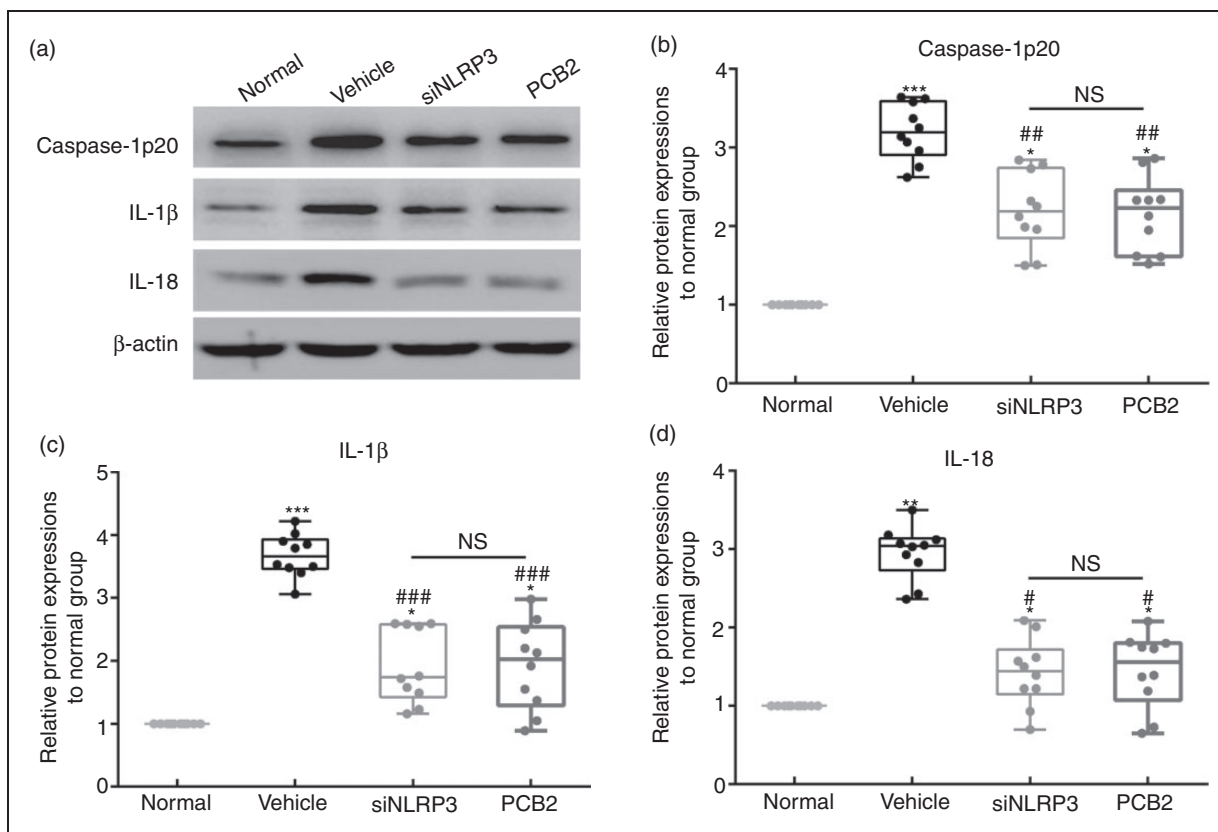 (a)
Normal Vehicle siNLRP3 PCB2
Caspase-1p20
IL-1β
IL-18
β-actin
(b)
Caspase-1p20
Relative protein expressions
to normal group
4
3
2
1
0
***
##
*
NS
##
*
Normal Vehicle siNLRP3 PCB2
(c)
IL-1β
Relative protein expressions
to normal group
5
4
3
2
1
0
***
###
*
NS
###
*
Normal Vehicle siNLRP3 PCB2
(d)
IL-18
Relative protein expressions
to normal group
4
3
2
1
0
**
#
*
NS
#
*
Normal Vehicle siNLRP3 PCB2